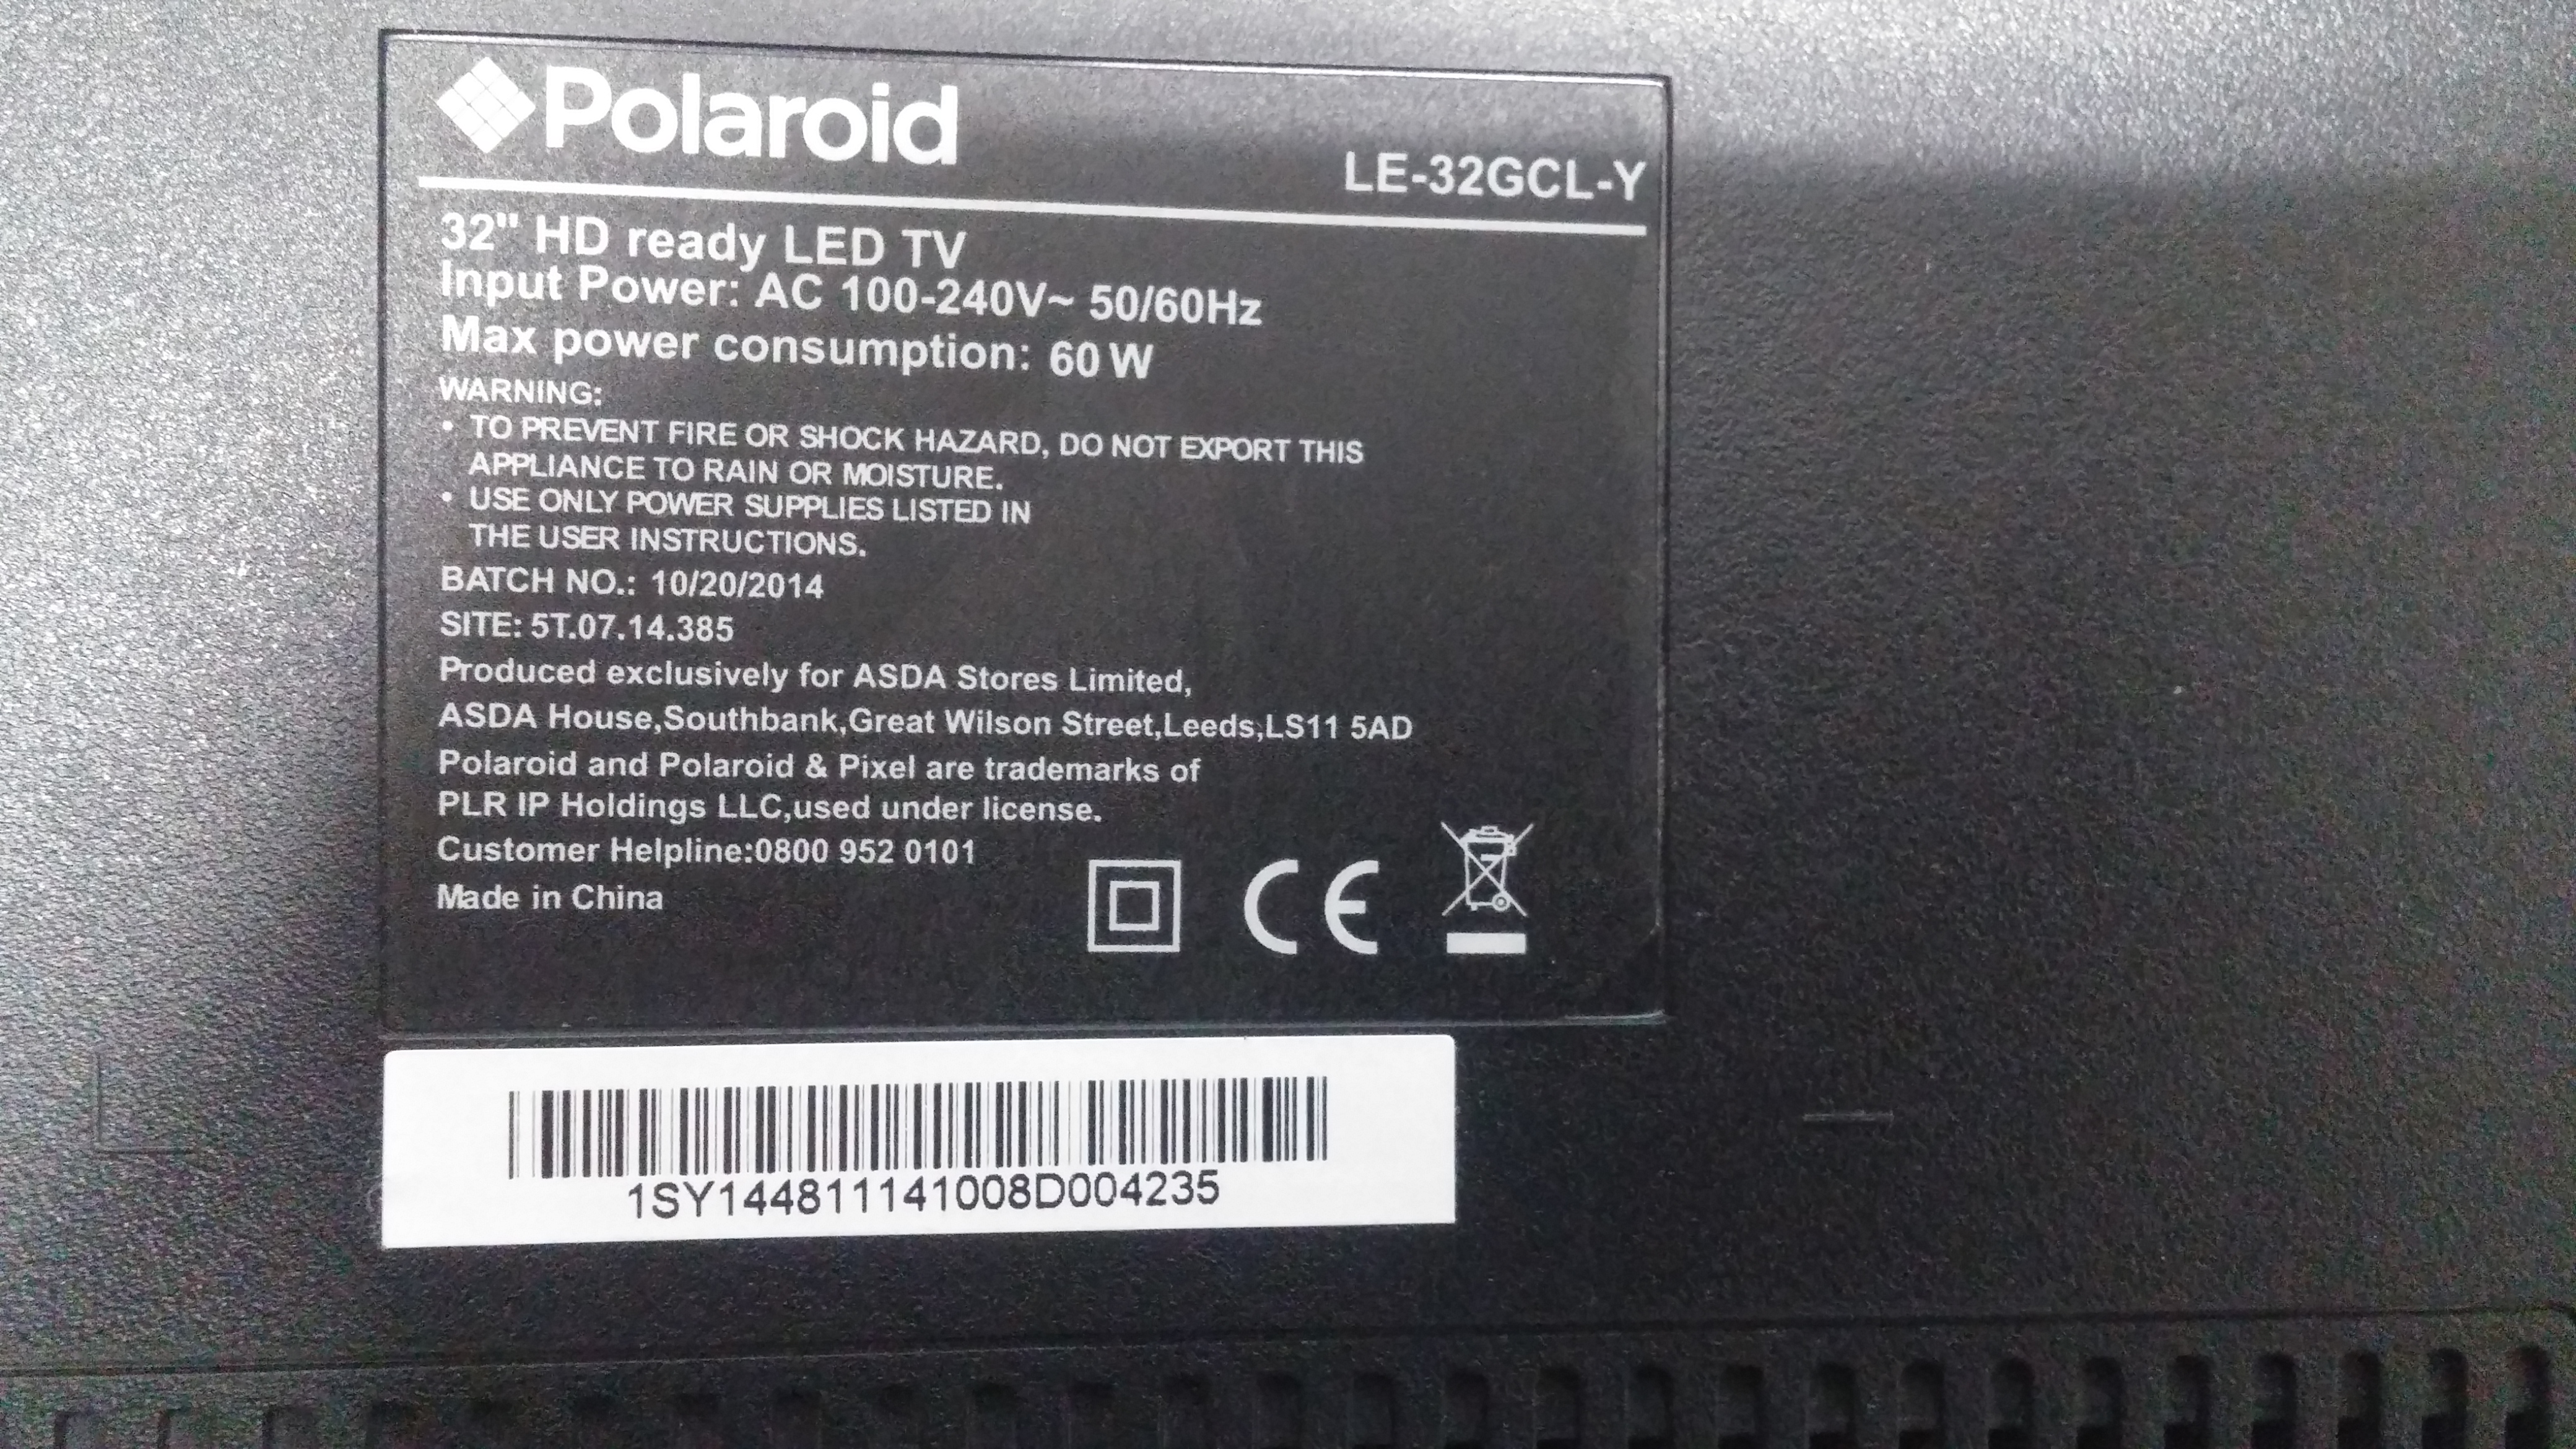 Polaroid
LE-32GCL-Y
32" HD ready LED TV
Input Power: AC 100-240V~ 50/60Hz
Max power consumption: 60 W
WARNING:
• TO PREVENT FIRE OR SHOCK HAZARD, DO NOT EXPORT THIS
APPLIANCE TO RAIN OR MOISTURE.
• USE ONLY POWER SUPPLIES LISTED IN
THE USER INSTRUCTIONS.
BATCH NO.: 10/20/2014
SITE: 5T.07.14.385
Produced exclusively for ASDA Stores Limited,
ASDA House,Southbank,Great Wilson Street,Leeds,LS11 5AD
Polaroid and Polaroid & Pixel are trademarks of
PLR IP Holdings LLC,used under license.
Customer Helpline:0800 952 0101
Made in China
CE
1SY144811141008D004235